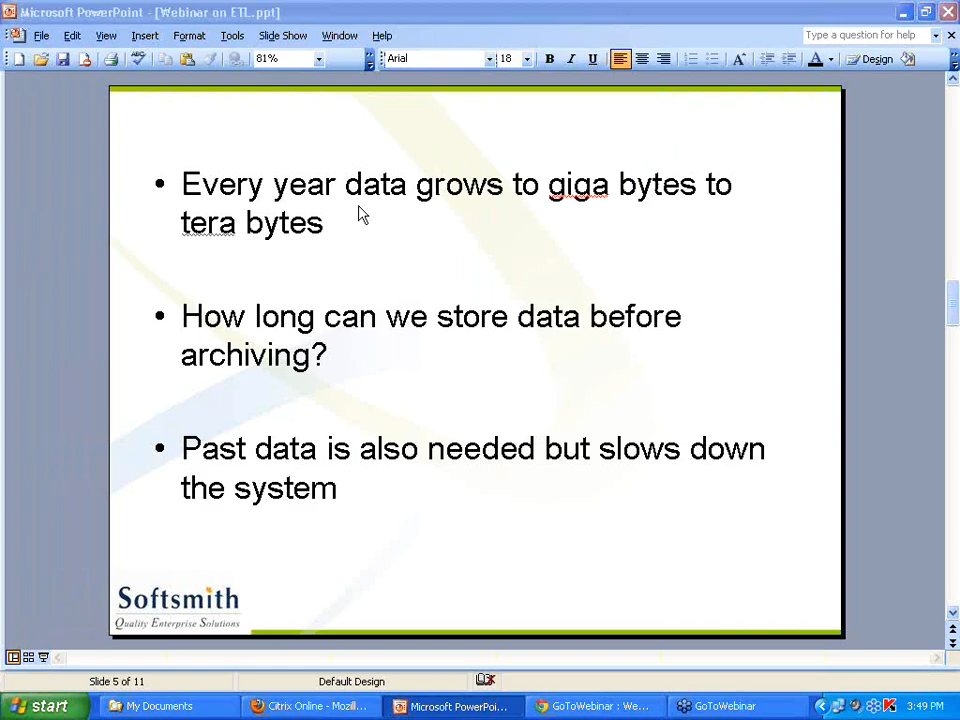 Microsoft PowerPoint - [Webinar on ETL.ppt]
File Edit View Insert Format Tools Slide Show Window Help Type a question for help
81% Arial 18 B I U A A Design
• Every year data grows to giga bytes to
tera bytes
• How long can we store data before
archiving?
• Past data is also needed but slows down
the system
Softsmith
Quality Enterprise Solutions
Slide 5 of 11 Default Design
start My Documents Citrix Online - Mozil... Microsoft PowerPoi... GoToWebinar : We... GoToWebinar 3:49 PM